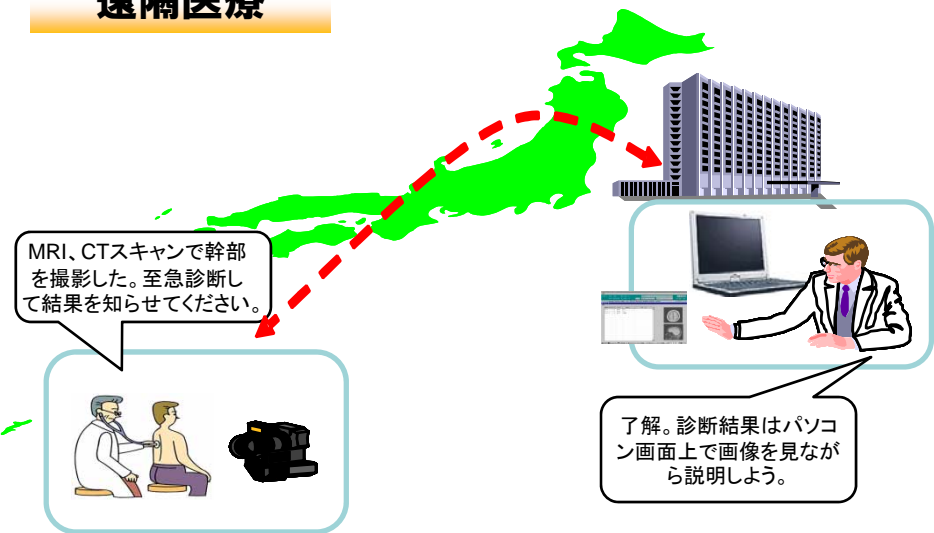 遠隔医療
MRI、CTスキャンで幹部
を撮影した。至急診断し
て結果を知らせてください。
了解。診断結果はパソコ
ン画面上で画像を見なが
ら説明しよう。